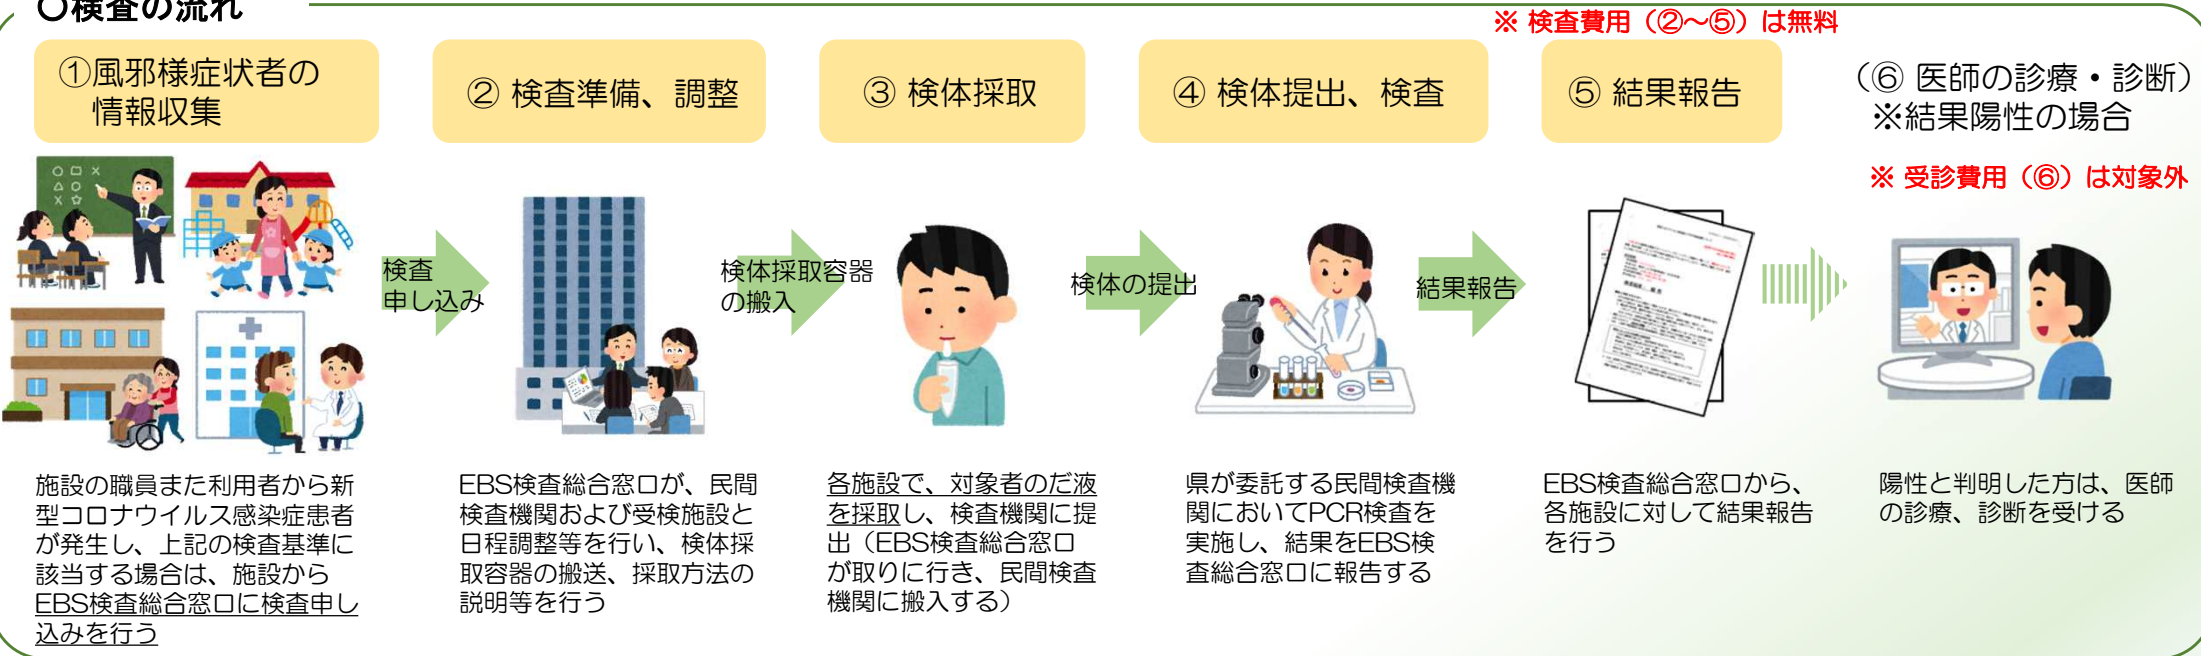 〇検査の流れ
※ 検査費用（②～⑤）は無料
①風邪様症状者の
情報収集
② 検査準備、調整
③ 検体採取
④ 検体提出、検査
⑤ 結果報告
（⑥ 医師の診療・診断）
※結果陽性の場合
※ 受診費用（⑥）は対象外
検査
申し込み
検体採取容器
の搬入
検体の提出
結果報告
施設の職員また利用者から新
型コロナウイルス感染症患者
が発生し、上記の検査基準に
該当する場合は、施設から
EBS検査総合窓口に検査申し
込みを行う
EBS検査総合窓口が、民間
検査機関および受検施設と
日程調整等を行い、検体採
取容器の搬送、採取方法の
説明等を行う
各施設で、対象者のだ液
を採取し、検査機関に提
出（EBS検査総合窓口
が取りに行き、民間検査
機関に搬入する）
県が委託する民間検査機
関においてPCR検査を
実施し、結果をEBS検
査総合窓口に報告する
EBS検査総合窓口から、
各施設に対して結果報告
を行う
陽性と判明した方は、医師
の診療、診断を受ける